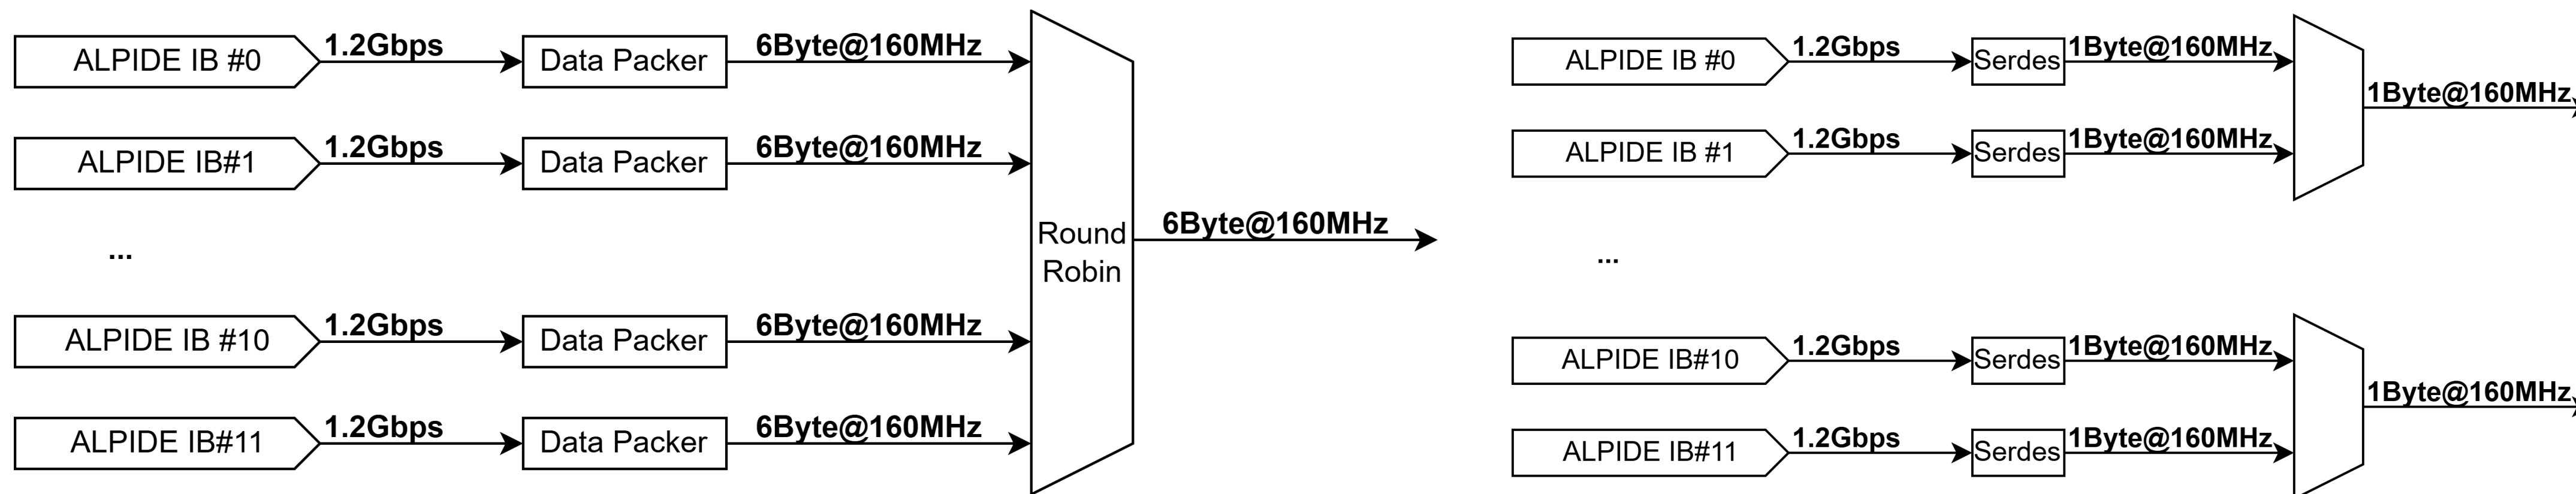 ALPIDE IB #0
1.2Gbps
Data Packer
6Byte@160MHz
ALPIDE IB#1
1.2Gbps
Data Packer
6Byte@160MHz
...
ALPIDE IB #10
1.2Gbps
Data Packer
6Byte@160MHz
ALPIDE IB#11
1.2Gbps
Data Packer
6Byte@160MHz
Round
Robin
6Byte@160MHz
ALPIDE IB #0
1.2Gbps
Serdes
1Byte@160MHz
ALPIDE IB #1
1.2Gbps
Serdes
1Byte@160MHz
1Byte@160MHz
...
ALPIDE IB#10
1.2Gbps
Serdes
1Byte@160MHz
ALPIDE IB#11
1.2Gbps
Serdes
1Byte@160MHz
1Byte@160MHz